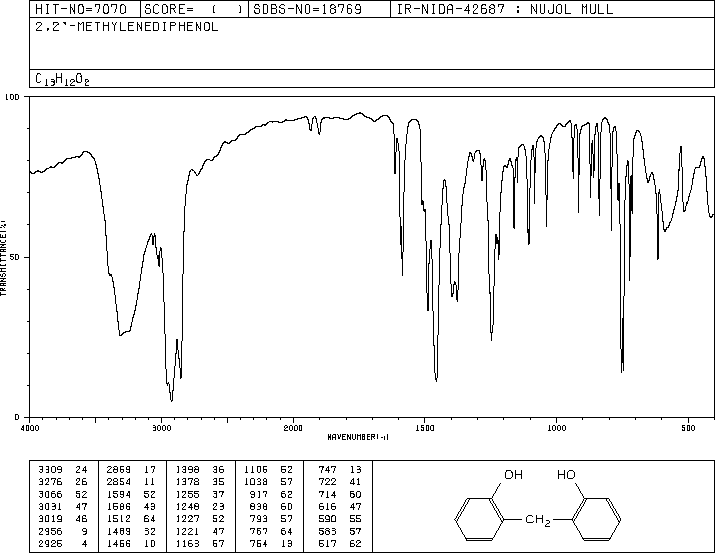 HIT-NO=7070 SCORE= ( ) SDBS-NO=18769 IR-NIDA-42687 : NUJOL MULL
2,2'-METHYLENEDIPHENOL
C13H12O2
100
50
0
TRANSMITTANCE(%)
4000 3000 2000 1500 1000 500
WAVENUMBER(-1)
3309 24 2869 17 1398 36 1106 52 747 13
3276 26 2854 11 1378 35 1038 57 722 41
3066 52 1594 52 1255 37 917 62 714 60
3031 47 1586 43 1248 23 838 60 616 47
3019 46 1512 64 1227 52 793 57 590 55
2956 9 1489 32 1221 47 767 64 586 57
2925 4 1456 10 1163 57 754 13 517 62
OH HO
CH2